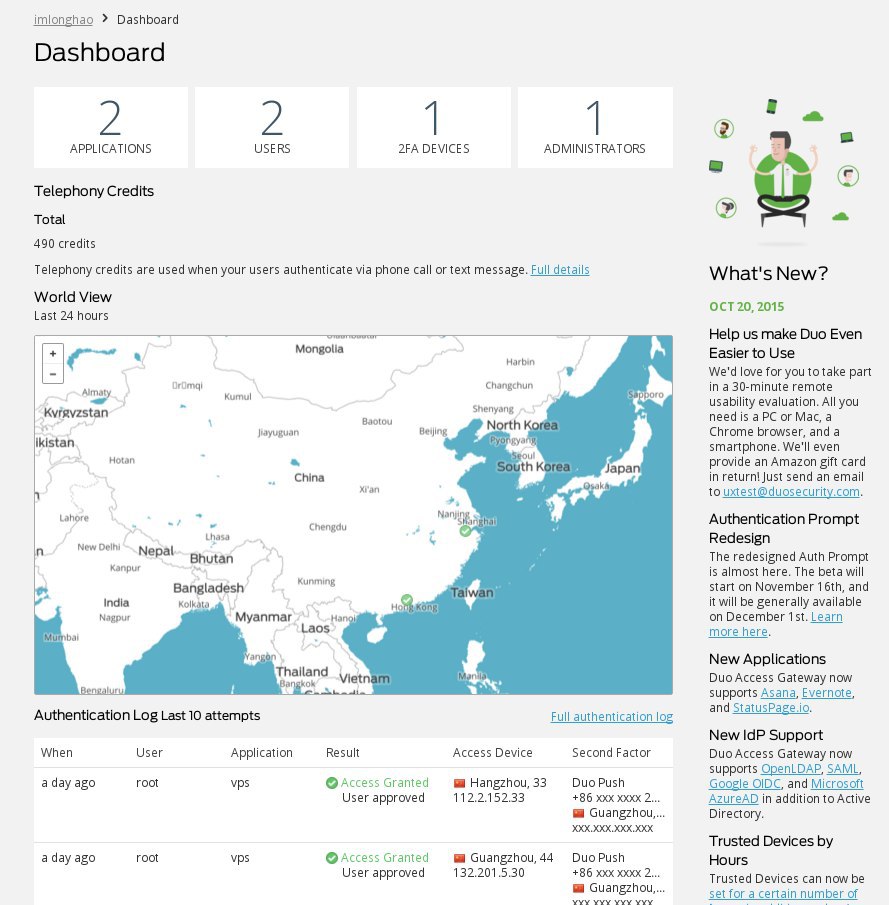 imlonghao > Dashboard
Dashboard
2
APPLICATIONS
2
USERS
1
2FA DEVICES
1
ADMINISTRATORS
Telephony Credits
Total
490 credits
Telephony credits are used when your users authenticate via phone call or text message. Full details
World View
Last 24 hours
+
−
Mongolia
Harbin
Changchun
Almaty
Kumul
Sapporo
Kyrgyzstan
Shenyang
Baotou
North Korea
Jiayuguan
Beijing
Pyongyang
ikistan
Seoul
Hotan
South Korea
Japan
China
Xi'an
Osaka
Nanjing
Shanghai
Lahore
Chengdu
Lhasa
n
New Delhi
Nepal
Bhutan
Kanpur
Kunming
Bangladesh
Taiwan
India
Kolkata
Hong Kong
Nagpur
Myanmar
Hanoi
Laos
Mumbai
Yangon
Thailand
Vietnam
Manila
Bangkok
Bengaluru
Cambodia
Authentication Log Last 10 attempts
Full authentication log
When User Application Result Access Device Second Factor
a day ago root vps Access Granted Hangzhou, 33 Duo Push
User approved 112.2.152.33 +86 xxx xxxx 2...
Guangzhou,...
xxx.xxx.xxx.xxx
a day ago root vps Access Granted Guangzhou, 44 Duo Push
User approved 132.201.5.30 +86 xxx xxxx 2...
Guangzhou,...
xxx.xxx.xxx.xxx
What's New?
OCT 20, 2015
Help us make Duo Even
Easier to Use
We'd love for you to take part
in a 30-minute remote
usability evaluation. All you
need is a PC or Mac, a
Chrome browser, and a
smartphone. We'll even
provide an Amazon gift card
in return! Just send an email
to uxtest@duosecurity.com.
Authentication Prompt
Redesign
The redesigned Auth Prompt
is almost here. The beta will
start on November 16th, and
it will be generally available
on December 1st. Learn
more here.
New Applications
Duo Access Gateway now
supports Asana, Evernote,
and StatusPage.io.
New IdP Support
Duo Access Gateway now
supports OpenLDAP, SAML,
Google OIDC, and Microsoft
AzureAD in addition to Active
Directory.
Trusted Devices by
Hours
Trusted Devices can now be
set for a certain number of